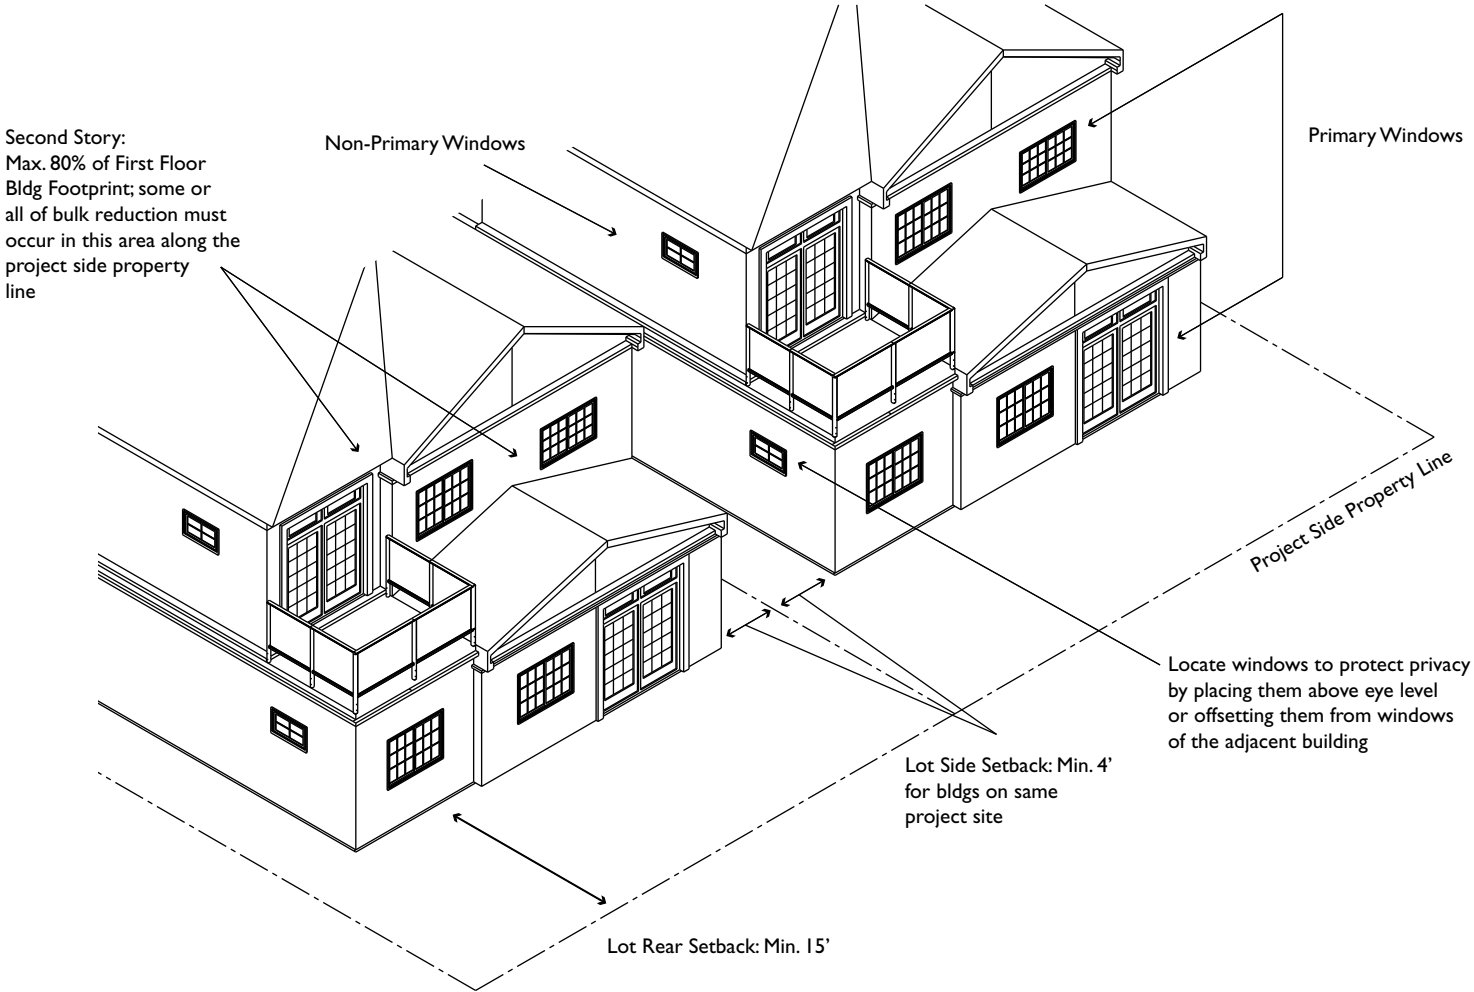 Second Story:
Max. 80% of First Floor
Bldg Footprint; some or
all of bulk reduction must
occur in this area along the
project side property
line
Non-Primary Windows
Primary Windows
Project Side Property Line
Locate windows to protect privacy
by placing them above eye level
or offsetting them from windows
of the adjacent building
Lot Side Setback: Min. 4’
for bldgs on same
project site
Lot Rear Setback: Min. 15’